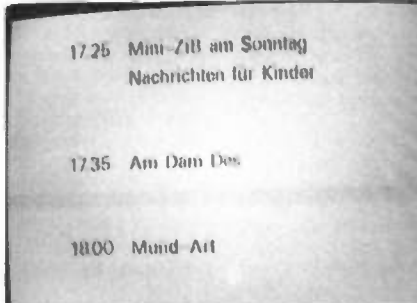 17.25 Mini-ZiB am Sonntag
Nachrichten für Kinder
17.35 Am Dam Des
18.00 Mund-Art